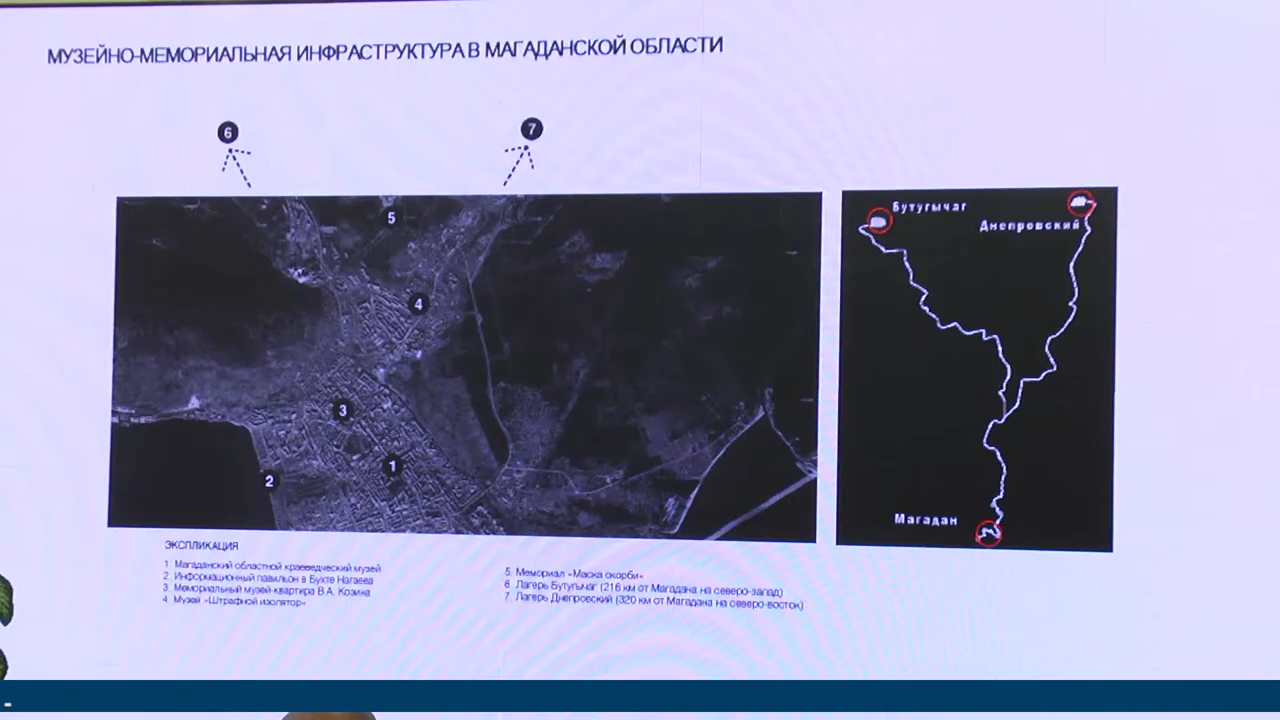 МУЗЕЙНО-МЕМОРИАЛЬНАЯ ИНФРАСТРУКТУРА В МАГАДАНСКОЙ ОБЛАСТИ
6
7
5
4
3
1
2
Бутугычаг
Днепровский
Магадан
ЭКСПЛИКАЦИЯ
1. Магаданский областной краеведческий музей
2. Информационный павильон в Бухте Нагаева
3. Мемориальный музей-квартира В.А. Козина
4. Музей «Штрафной изолятор»
5. Мемориал «Маска скорби»
6. Лагерь Бутугычаг (216 км от Магадана на северо-запад)
7. Лагерь Днепровский (320 км от Магадана на северо-восток)